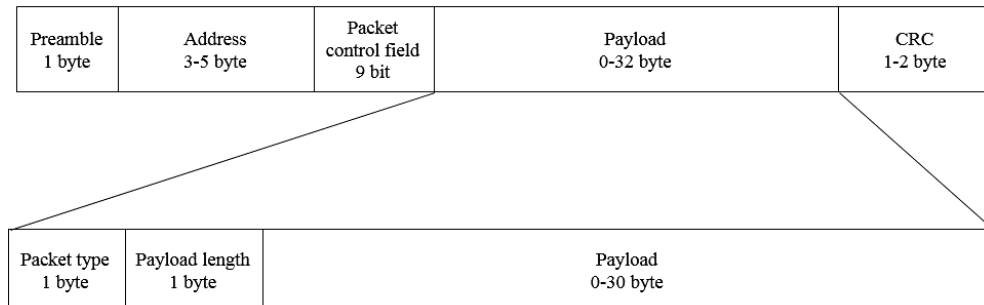 Preamble
1 byte
Address
3-5 byte
Packet
control field
9 bit
Payload
0-32 byte
CRC
1-2 byte
Packet type
1 byte
Payload length
1 byte
Payload
0-30 byte